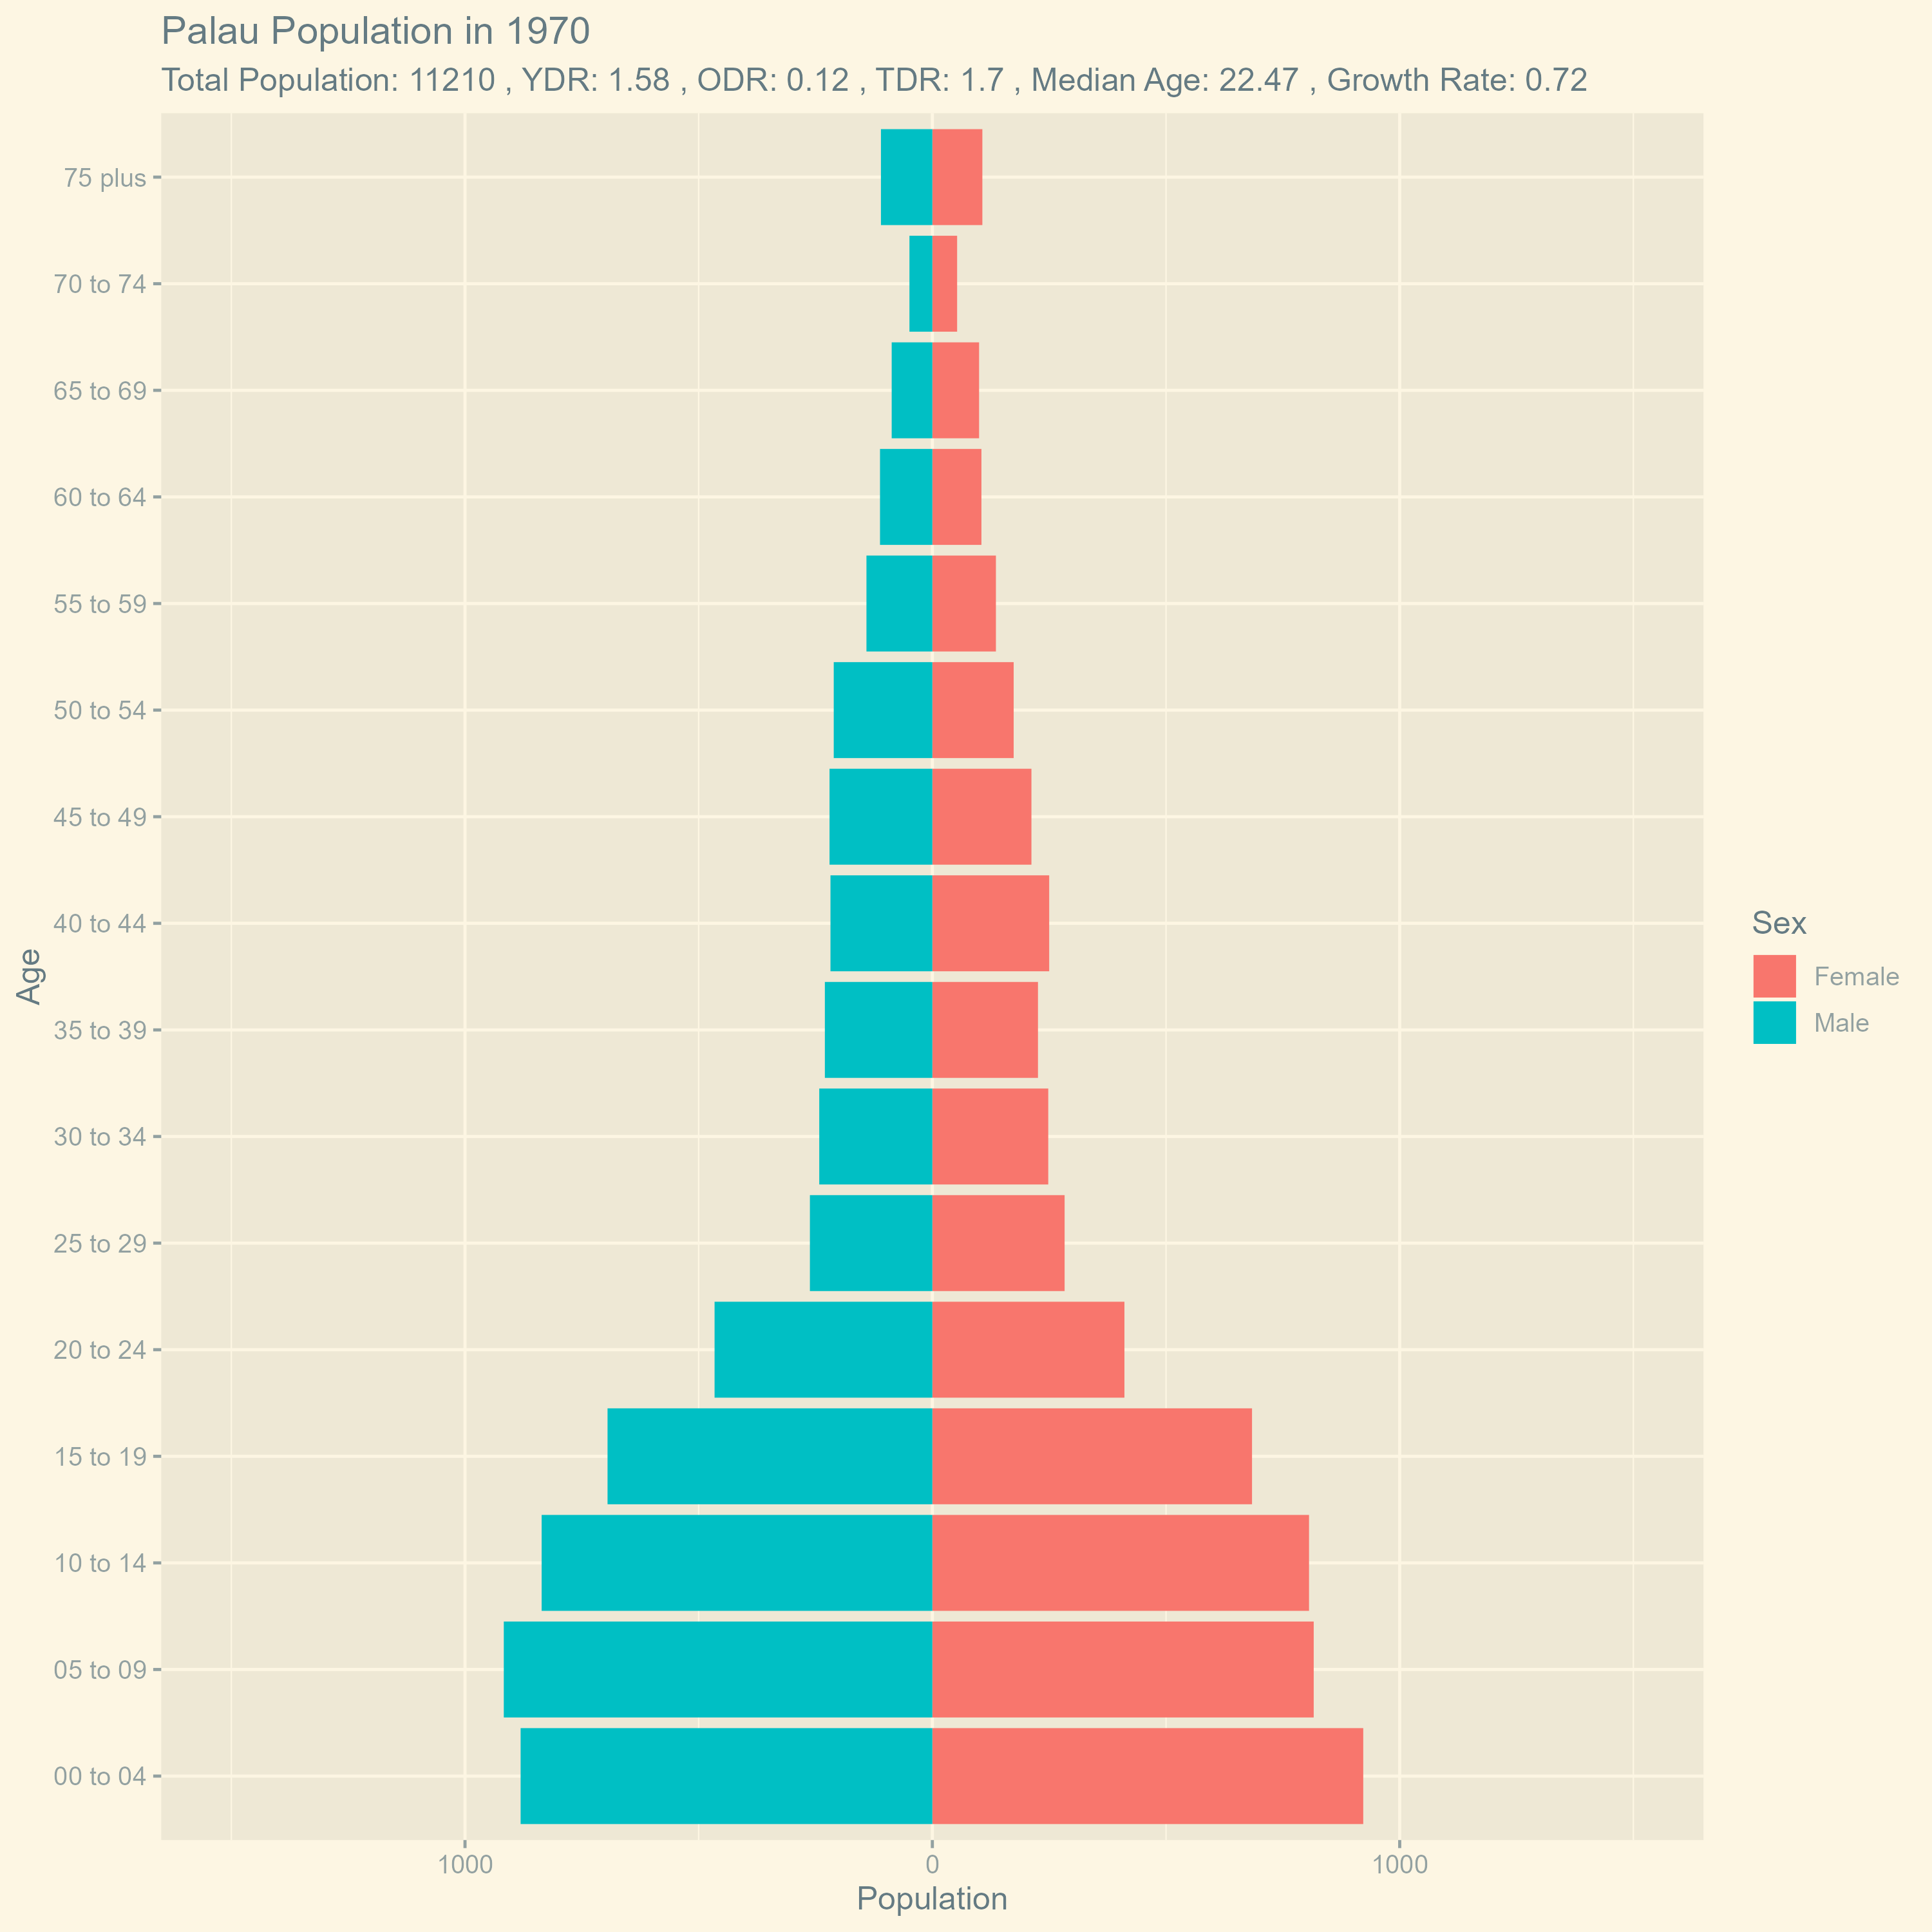 Palau Population in 1970
Total Population: 11210 , YDR: 1.58 , ODR: 0.12 , TDR: 1.7 , Median Age: 22.47 , Growth Rate: 0.72
75 plus
70 to 74
65 to 69
60 to 64
55 to 59
50 to 54
45 to 49
40 to 44
35 to 39
30 to 34
25 to 29
20 to 24
15 to 19
10 to 14
05 to 09
00 to 04
Age
1000 0 1000
Population
Sex
Female
Male